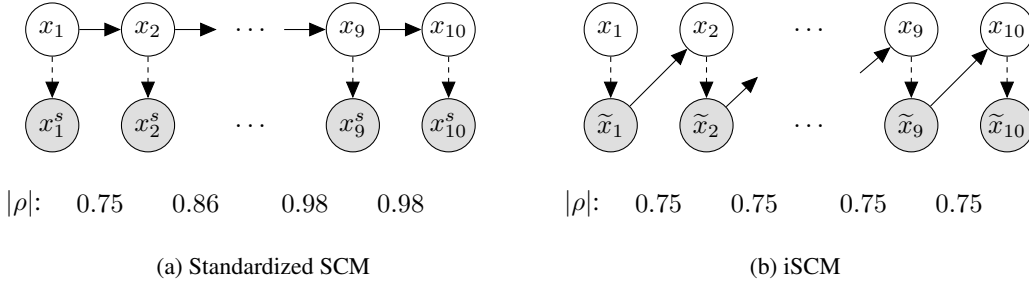 x₁ x₂ ··· x₉ x₁₀
x₁ˢ x₂ˢ ··· x₉ˢ x₁₀ˢ
|ρ|: 0.75 0.86 0.98 0.98
(a) Standardized SCM
x₁ x₂ ··· x₉ x₁₀
x̃₁ x̃₂ ··· x̃₉ x̃₁₀
|ρ|: 0.75 0.75 0.75 0.75
(b) iSCM